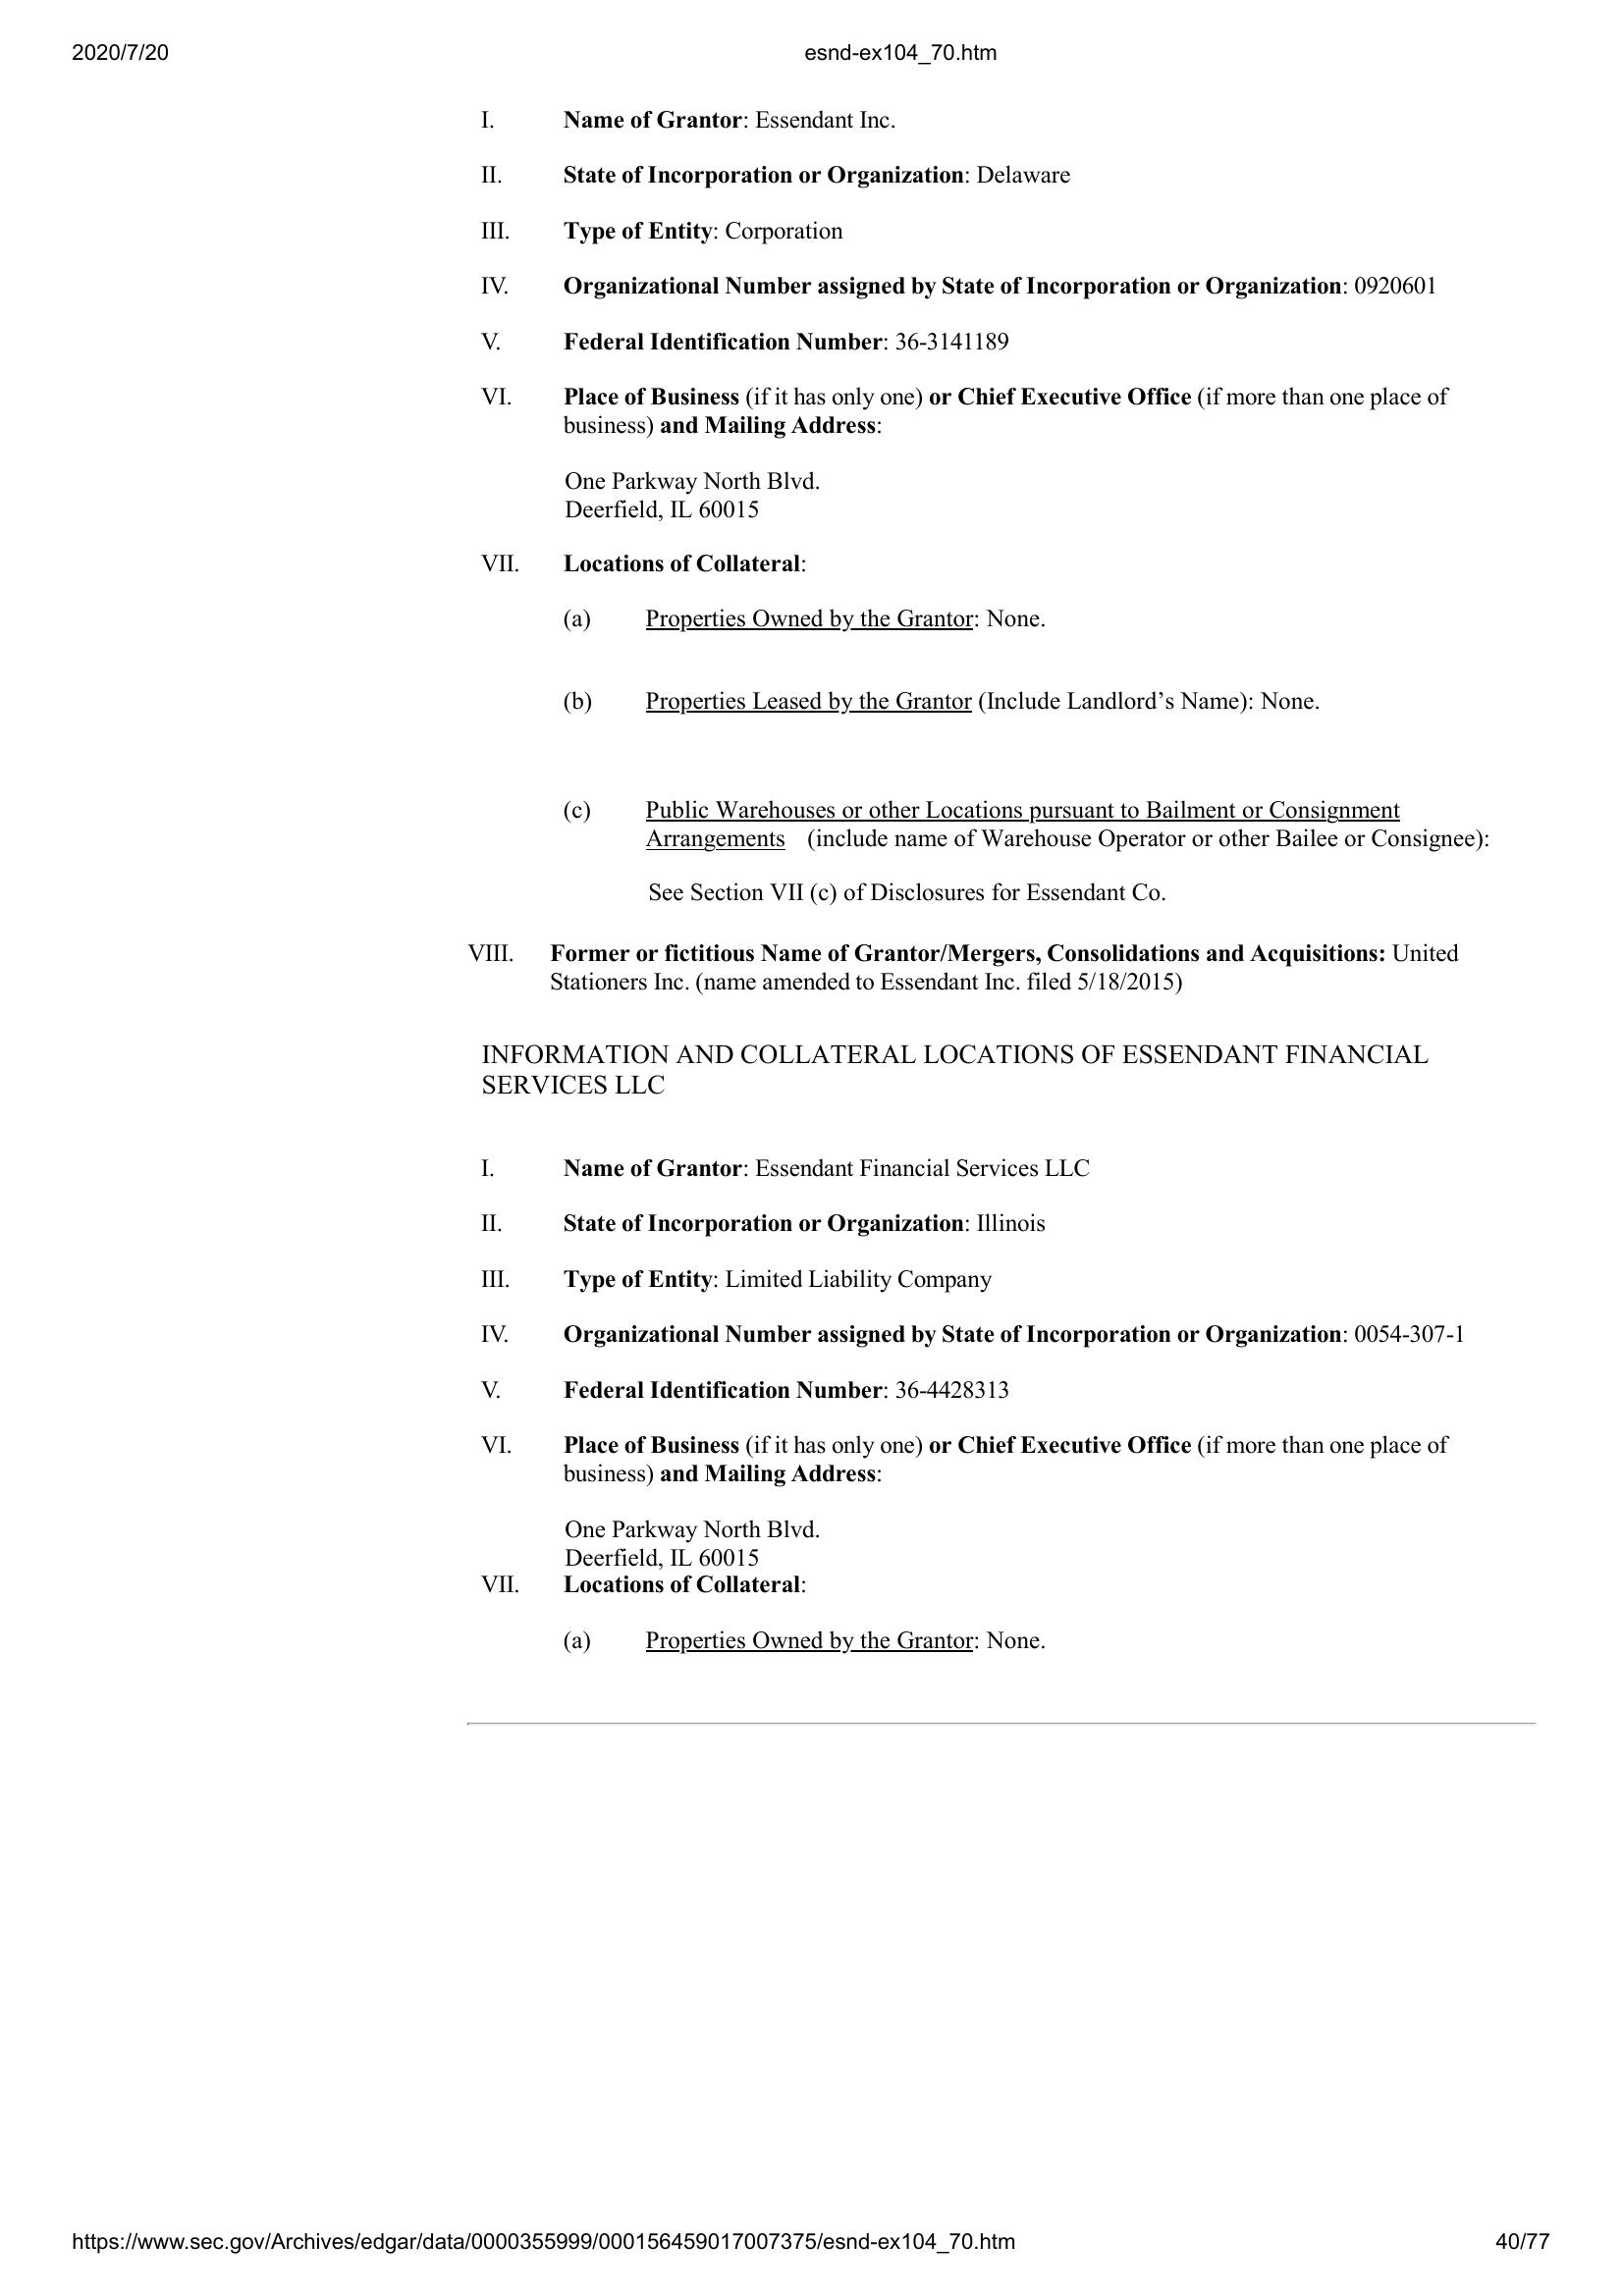 2020/7/20 esnd-ex104_70.htm
I. Name of Grantor: Essendant Inc.
II. State of Incorporation or Organization: Delaware
III. Type of Entity: Corporation
IV. Organizational Number assigned by State of Incorporation or Organization: 0920601
V. Federal Identification Number: 36-3141189
VI. Place of Business (if it has only one) or Chief Executive Office (if more than one place of
business) and Mailing Address:
One Parkway North Blvd.
Deerfield, IL 60015
VII. Locations of Collateral:
(a) Properties Owned by the Grantor: None.
(b) Properties Leased by the Grantor (Include Landlord’s Name): None.
(c) Public Warehouses or other Locations pursuant to Bailment or Consignment
Arrangements (include name of Warehouse Operator or other Bailee or Consignee):
See Section VII (c) of Disclosures for Essendant Co.
VIII. Former or fictitious Name of Grantor/Mergers, Consolidations and Acquisitions: United
Stationers Inc. (name amended to Essendant Inc. filed 5/18/2015)
INFORMATION AND COLLATERAL LOCATIONS OF ESSENDANT FINANCIAL
SERVICES LLC
I. Name of Grantor: Essendant Financial Services LLC
II. State of Incorporation or Organization: Illinois
III. Type of Entity: Limited Liability Company
IV. Organizational Number assigned by State of Incorporation or Organization: 0054-307-1
V. Federal Identification Number: 36-4428313
VI. Place of Business (if it has only one) or Chief Executive Office (if more than one place of
business) and Mailing Address:
One Parkway North Blvd.
Deerfield, IL 60015
VII. Locations of Collateral:
(a) Properties Owned by the Grantor: None.
https://www.sec.gov/Archives/edgar/data/0000355999/000156459017007375/esnd-ex104_70.htm 40/77